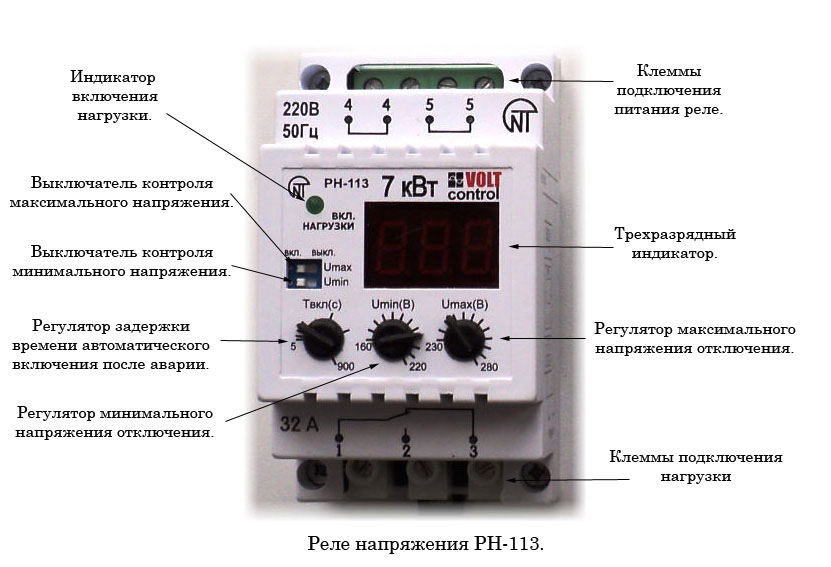 Индикатор
включения
нагрузки.
Выключатель контроля
максимального напряжения.
Выключатель контроля
минимального напряжения.
Регулятор задержки
времени автоматического
включения после аварии.
Регулятор минимального
напряжения отключения.
220В
50Гц
4 4 5 5
NT
NT
РН-113 7 кВт VOLT
control
ВКЛ.
НАГРУЗКИ
888
ВКЛ. ВЫКЛ.
Umax
Umin
Твкл(с) Umin(В) Umax(В)
5 160 230
900 220 280
32 А
1 2 3
Клеммы
подключения
питания реле.
Трехразрядный
индикатор.
Регулятор максимального
напряжения отключения.
Клеммы подключения
нагрузки
Реле напряжения РН-113.